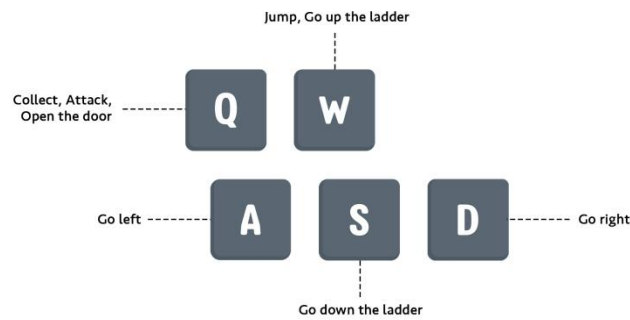 Jump, Go up the ladder
Collect, Attack,
Open the door
Q
W
Go left
A
S
D
Go right
Go down the ladder